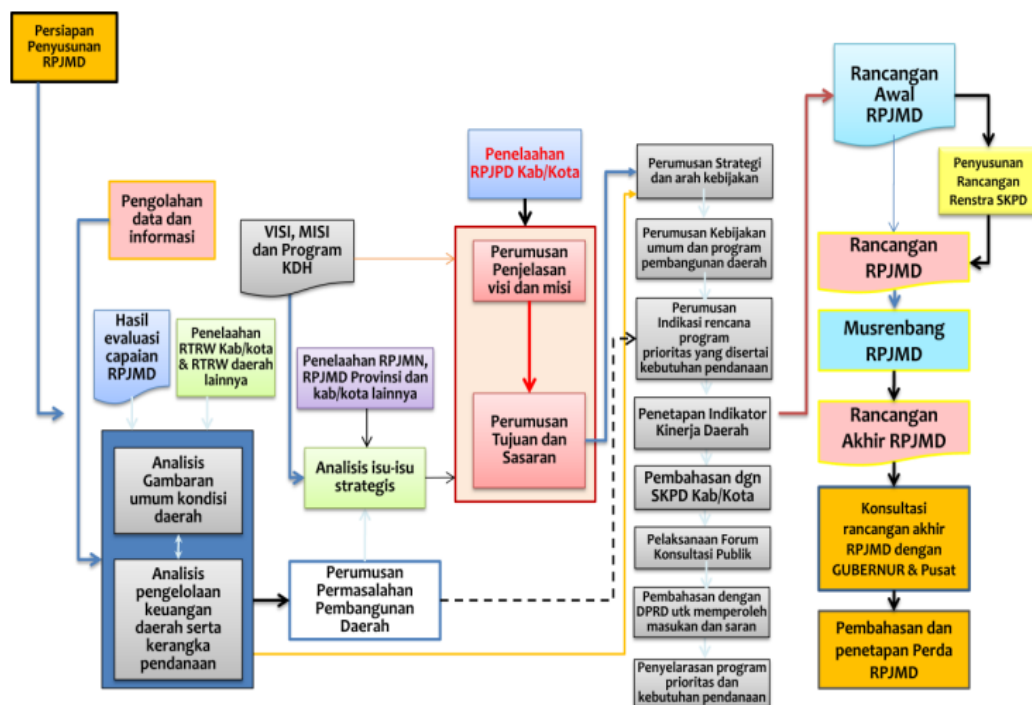 Persiapan
Penyusunan
RPJMD
Pengolahan
data dan
informasi
Hasil
evaluasi
capaian
RPJMD
Penelaahan
RTRW Kab/kota
& RTRW daerah
lainnya
Analisis
Gambaran
umum kondisi
daerah
Analisis
pengelolaan
keuangan
daerah serta
kerangka
pendanaan
VISI, MISI
dan Program
KDH
Penelaahan RPJMN,
RPJMD Provinsi dan
kab/kota lainnya
Analisis isu-isu
strategis
Perumusan
Permasalahan
Pembangunan
Daerah
Penelaahan
RPJPD Kab/Kota
Perumusan
Penjelasan
visi dan misi
Perumusan
Tujuan dan
Sasaran
Perumusan Strategi
dan arah kebijakan
Perumusan Kebijakan
umum dan program
pembangunan daerah
Perumusan
Indikasi rencana
program
prioritas yang disertai
kebutuhan pendanaan
Penetapan Indikator
Kinerja Daerah
Pembahasan dgn
SKPD Kab/Kota
Pelaksanaan Forum
Konsultasi Publik
Pembahasan dengan
DPRD utk memperoleh
masukan dan saran
Penyelarasan program
prioritas dan
kebutuhan pendanaan
Rancangan
Awal
RPJMD
Penyusunan
Rancangan
Renstra SKPD
Rancangan
RPJMD
Musrenbang
RPJMD
Rancangan
Akhir RPJMD
Konsultasi
rancangan akhir
RPJMD dengan
GUBERNUR & Pusat
Pembahasan dan
penetapan Perda
RPJMD